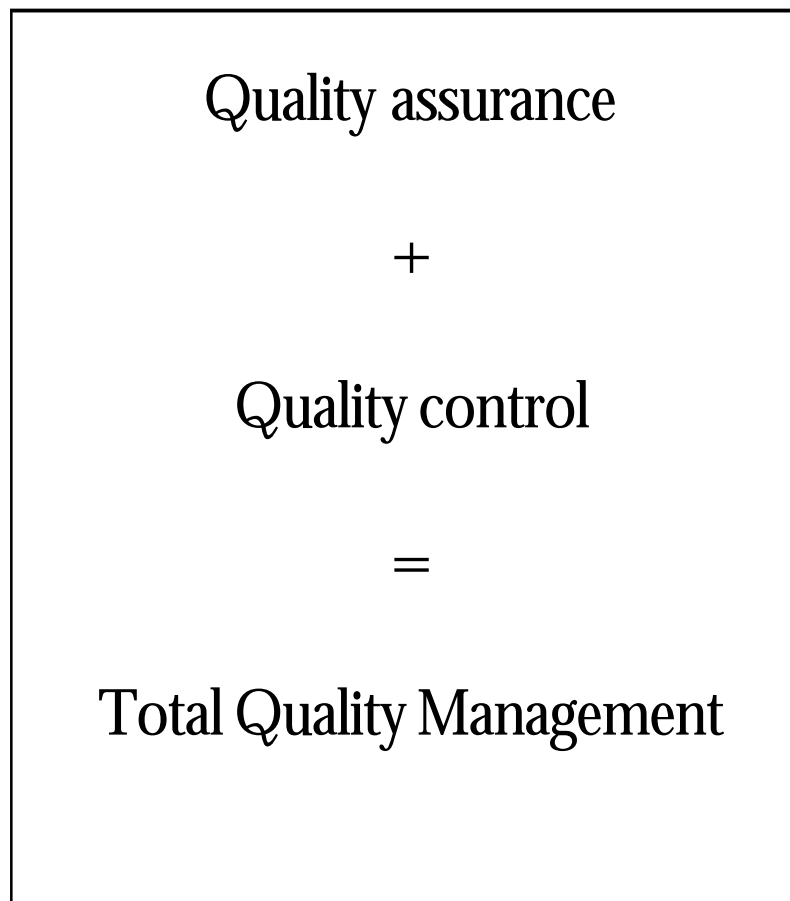 Quality assurance
+
Quality control
=
Total Quality Management